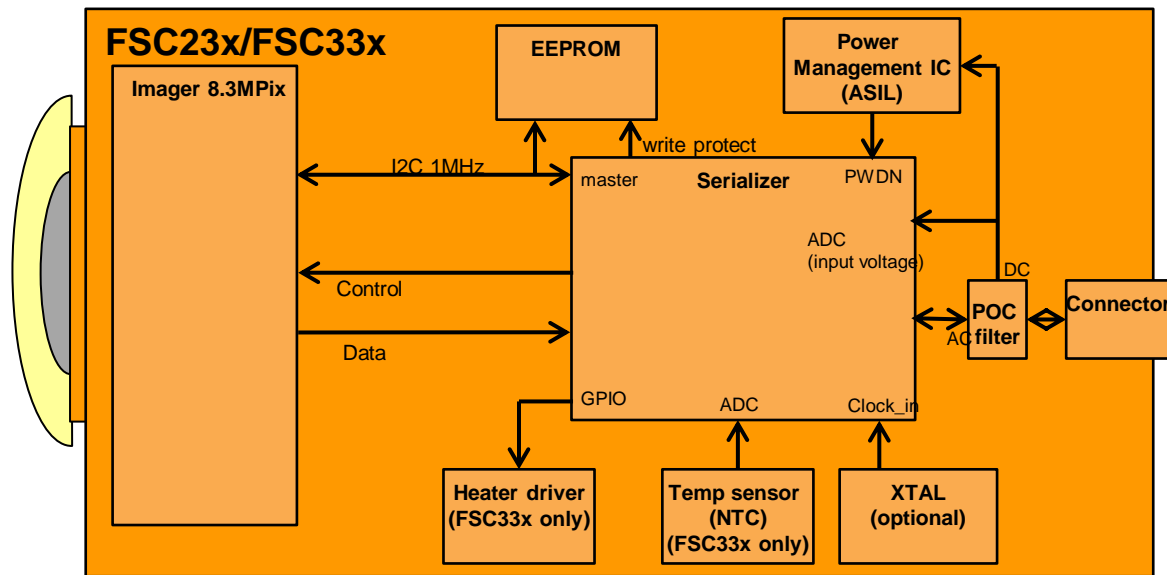 FSC23x/FSC33x
Imager 8.3MPix
EEPROM
Power
Management IC
(ASIL)
I2C 1MHz
write protect
master
Serializer
PWDN
ADC
(input voltage)
Control
Data
DC
AC
POC
filter
Connector
GPIO
ADC
Clock_in
Heater driver
(FSC33x only)
Temp sensor
(NTC)
(FSC33x only)
XTAL
(optional)